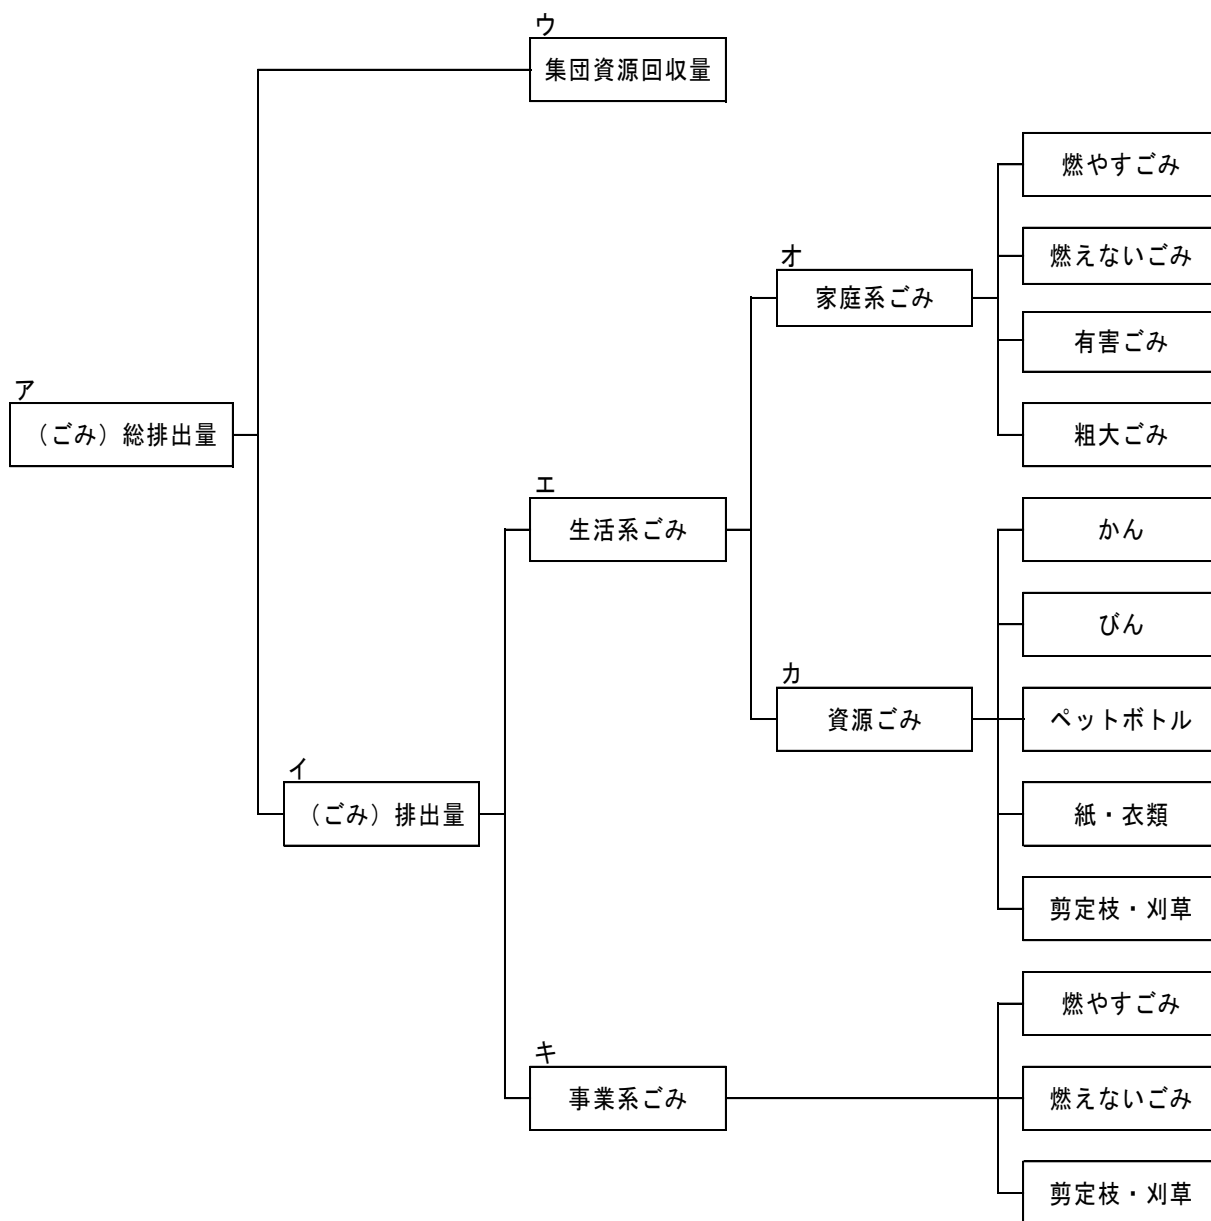 ウ
集団資源回収量
燃やすごみ
燃えないごみ
オ
家庭系ごみ
有害ごみ
ア
(ごみ)総排出量
粗大ごみ
エ
生活系ごみ
かん
びん
カ
資源ごみ
ペットボトル
イ
(ごみ)排出量
紙・衣類
剪定枝・刈草
燃やすごみ
キ
事業系ごみ
燃えないごみ
剪定枝・刈草